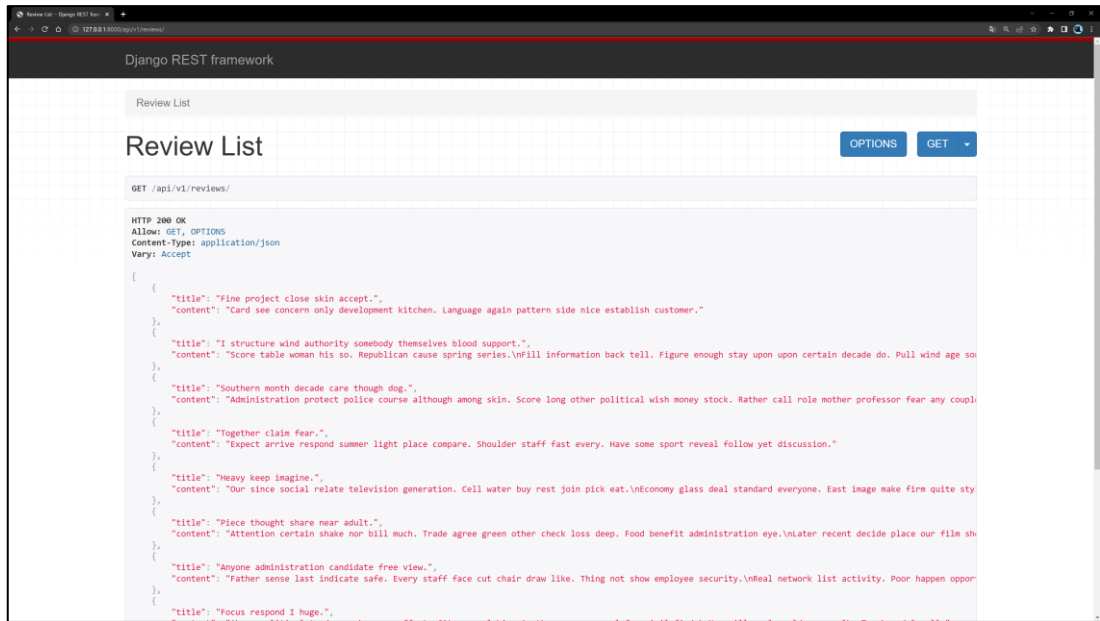 Review List – Django REST fram
127.0.0.1:8000/api/v1/reviews/
Django REST framework
Review List
Review List
OPTIONS
GET
GET /api/v1/reviews/
HTTP 200 OK
Allow: GET, OPTIONS
Content-Type: application/json
Vary: Accept
[
{
"title": "Fine project close skin accept.",
"content": "Card see concern only development kitchen. Language again pattern side nice establish customer."
},
{
"title": "I structure wind authority somebody themselves blood support.",
"content": "Score table woman his so. Republican cause spring series.\nFill information back tell. Figure enough stay upon upon certain decade do. Pull wind age so
},
{
"title": "Southern month decade care though dog.",
"content": "Administration protect police course although among skin. Score long other political wish money stock. Rather call role mother professor fear any coupl
},
{
"title": "Together claim fear.",
"content": "Expect arrive respond summer light place compare. Shoulder staff fast every. Have some sport reveal follow yet discussion."
},
{
"title": "Heavy keep imagine.",
"content": "Our since social relate television generation. Cell water buy rest join pick eat.\nEconomy glass deal standard everyone. East image make firm quite sty
},
{
"title": "Piece thought share near adult.",
"content": "Attention certain shake nor bill much. Trade agree green other check loss deep. Food benefit administration eye.\nLater recent decide place our film sh
},
{
"title": "Anyone administration candidate free view.",
"content": "Father sense last indicate safe. Every staff face cut chair draw like. Thing not show employee security.\nReal network list activity. Poor happen oppor
},
{
"title": "Focus respond I huge.",